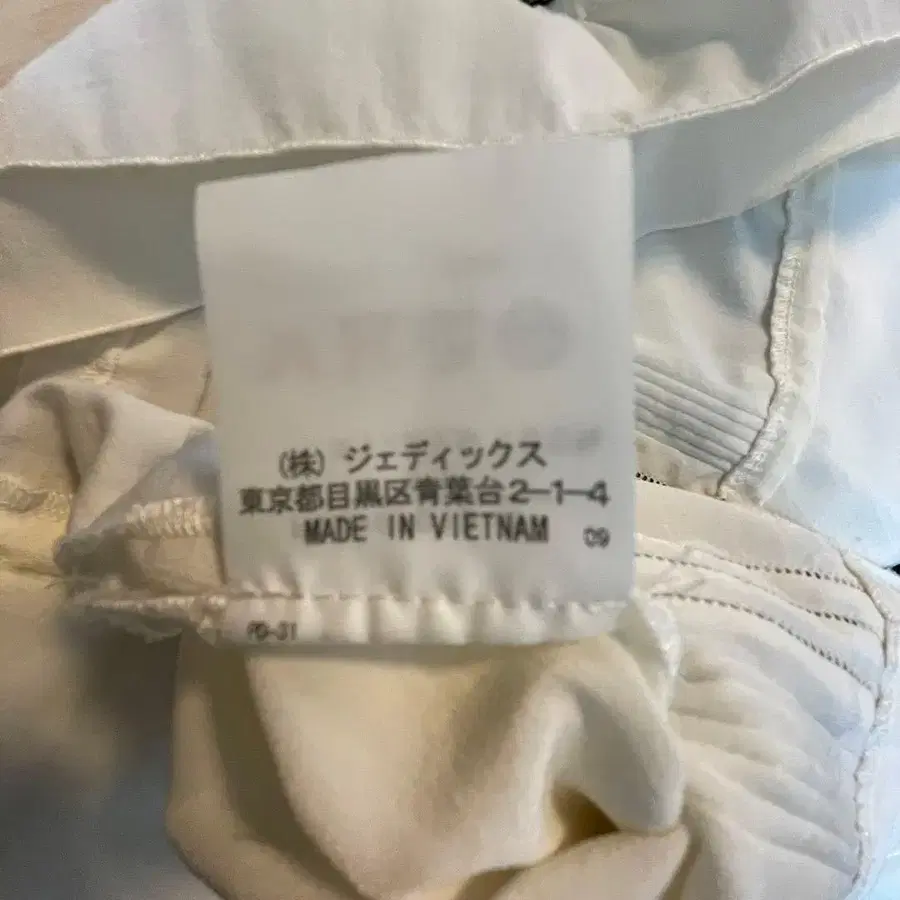 (株) ジェディックス
東京都目黒区青葉台2-1-4
MADE IN VIETNAM 09